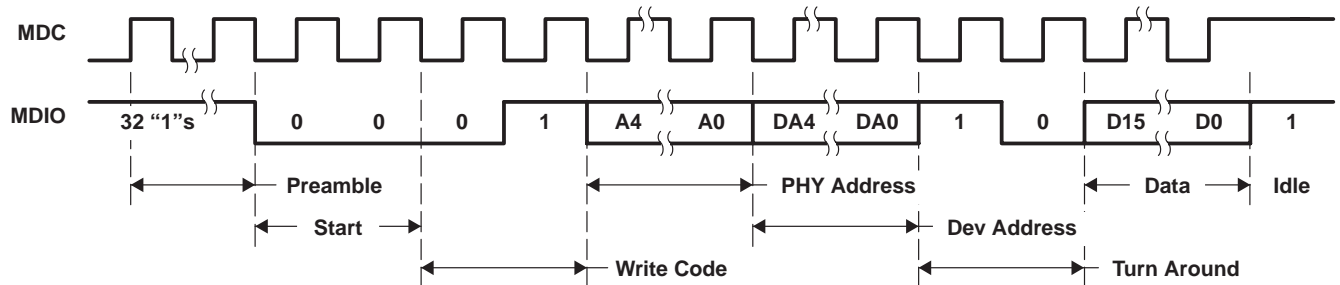 MDC
MDIO
32 “1”s 0 0 0 1 A4 A0 DA4 DA0 1 0 D15 D0 1
Preamble PHY Address Data Idle
Start Dev Address
Write Code Turn Around